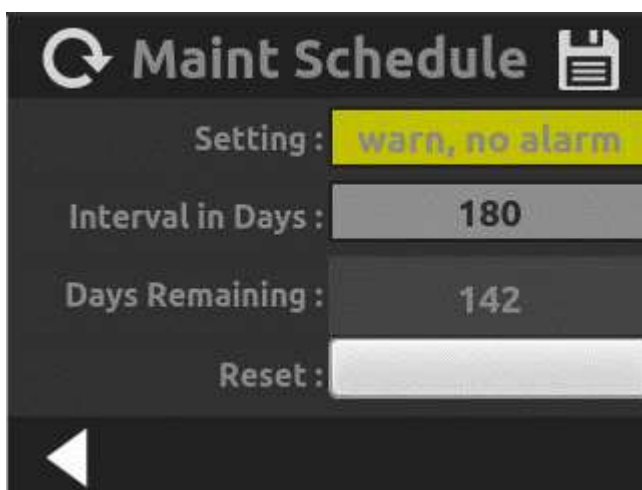 Maint Schedule
Setting : warn, no alarm
Interval in Days : 180
Days Remaining : 142
Reset :